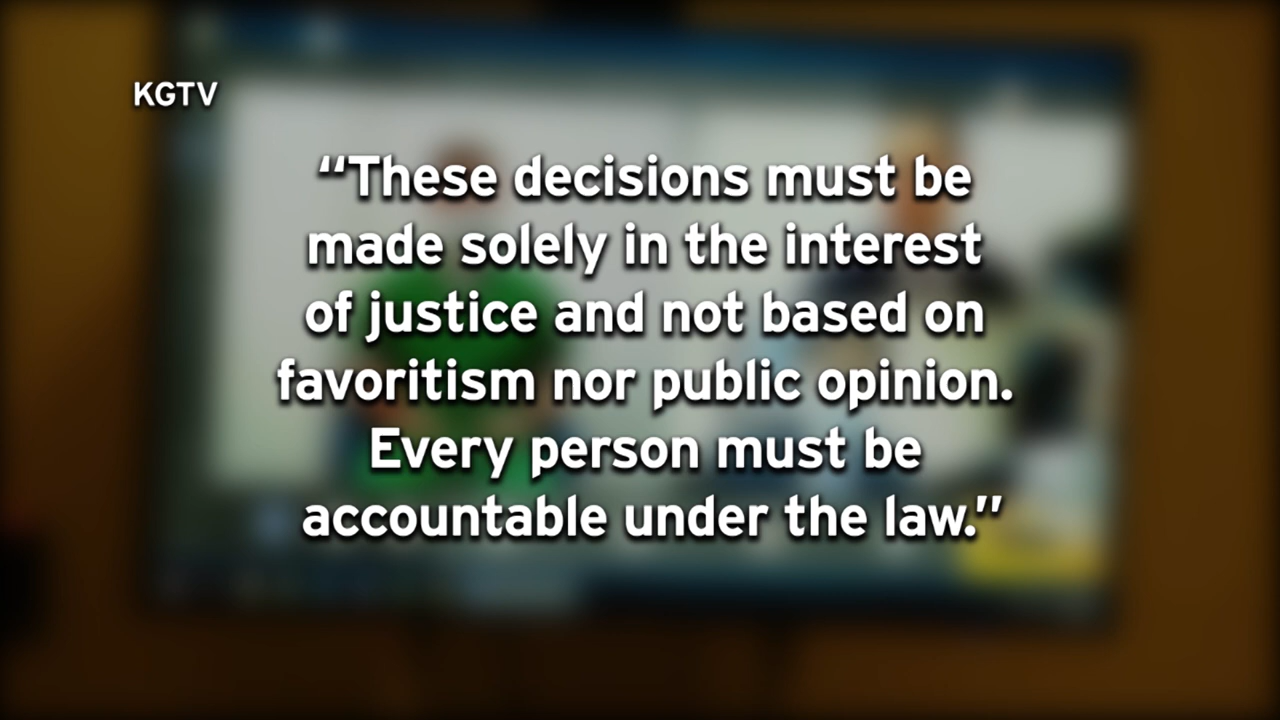 KGTV
“These decisions must be
made solely in the interest
of justice and not based on
favoritism nor public opinion.
Every person must be
accountable under the law.”